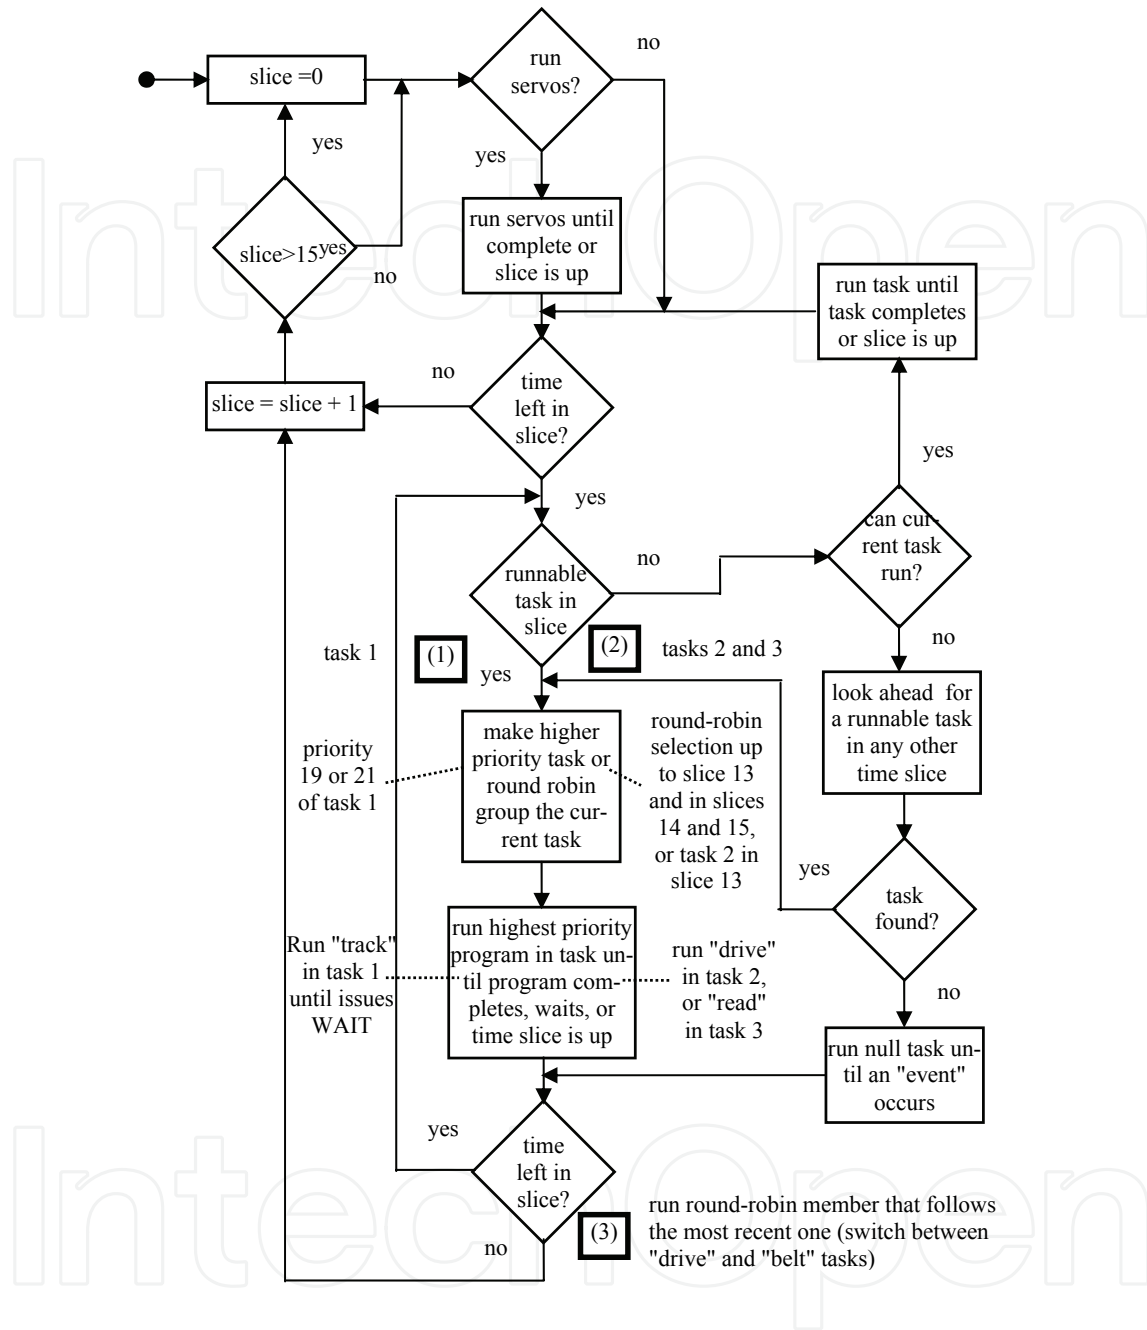 slice =0
run
servos?
no
yes
yes
slice>15
yes
no
run servos until
complete or
slice is up
run task until
task completes
or slice is up
slice = slice + 1
no
time
left in
slice?
yes
yes
can cur-
rent task
run?
no
runnable
task in
slice
no
task 1
(1)
yes
(2)
tasks 2 and 3
look ahead for
a runnable task
in any other
time slice
priority
19 or 21
of task 1
make higher
priority task or
round robin
group the cur-
rent task
round-robin
selection up
to slice 13
and in slices
14 and 15,
or task 2 in
slice 13
yes
task
found?
no
Run "track"
in task 1
until issues
WAIT
run highest priority
program in task un-
til program com-
pletes, waits, or
time slice is up
run "drive"
in task 2,
or "read"
in task 3
run null task un-
til an "event"
occurs
yes
time
left in
slice?
no
(3)
run round-robin member that follows
the most recent one (switch between
"drive" and "belt" tasks)
IntechOpen
IntechOpen